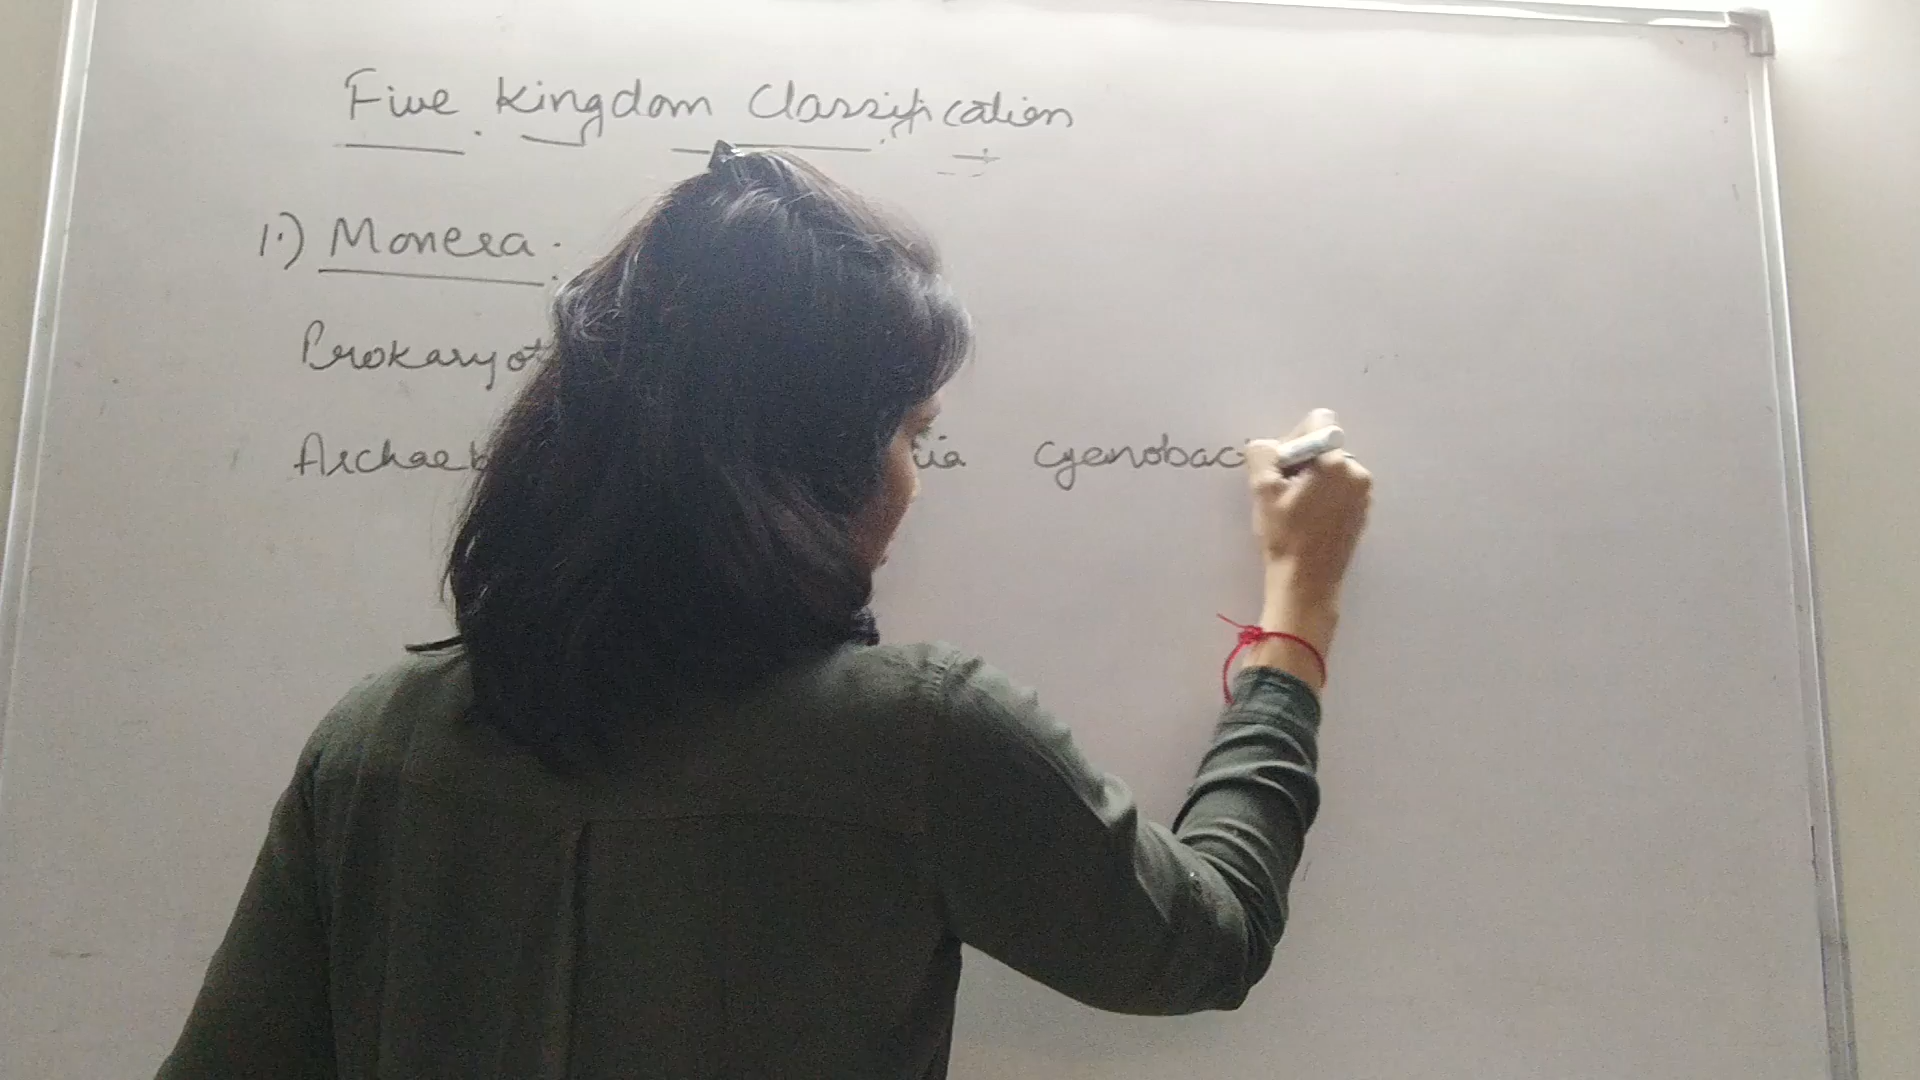 Five Kingdom Classification
1.) Monera.
Prokaryot
Archaeb ia Cyenobac